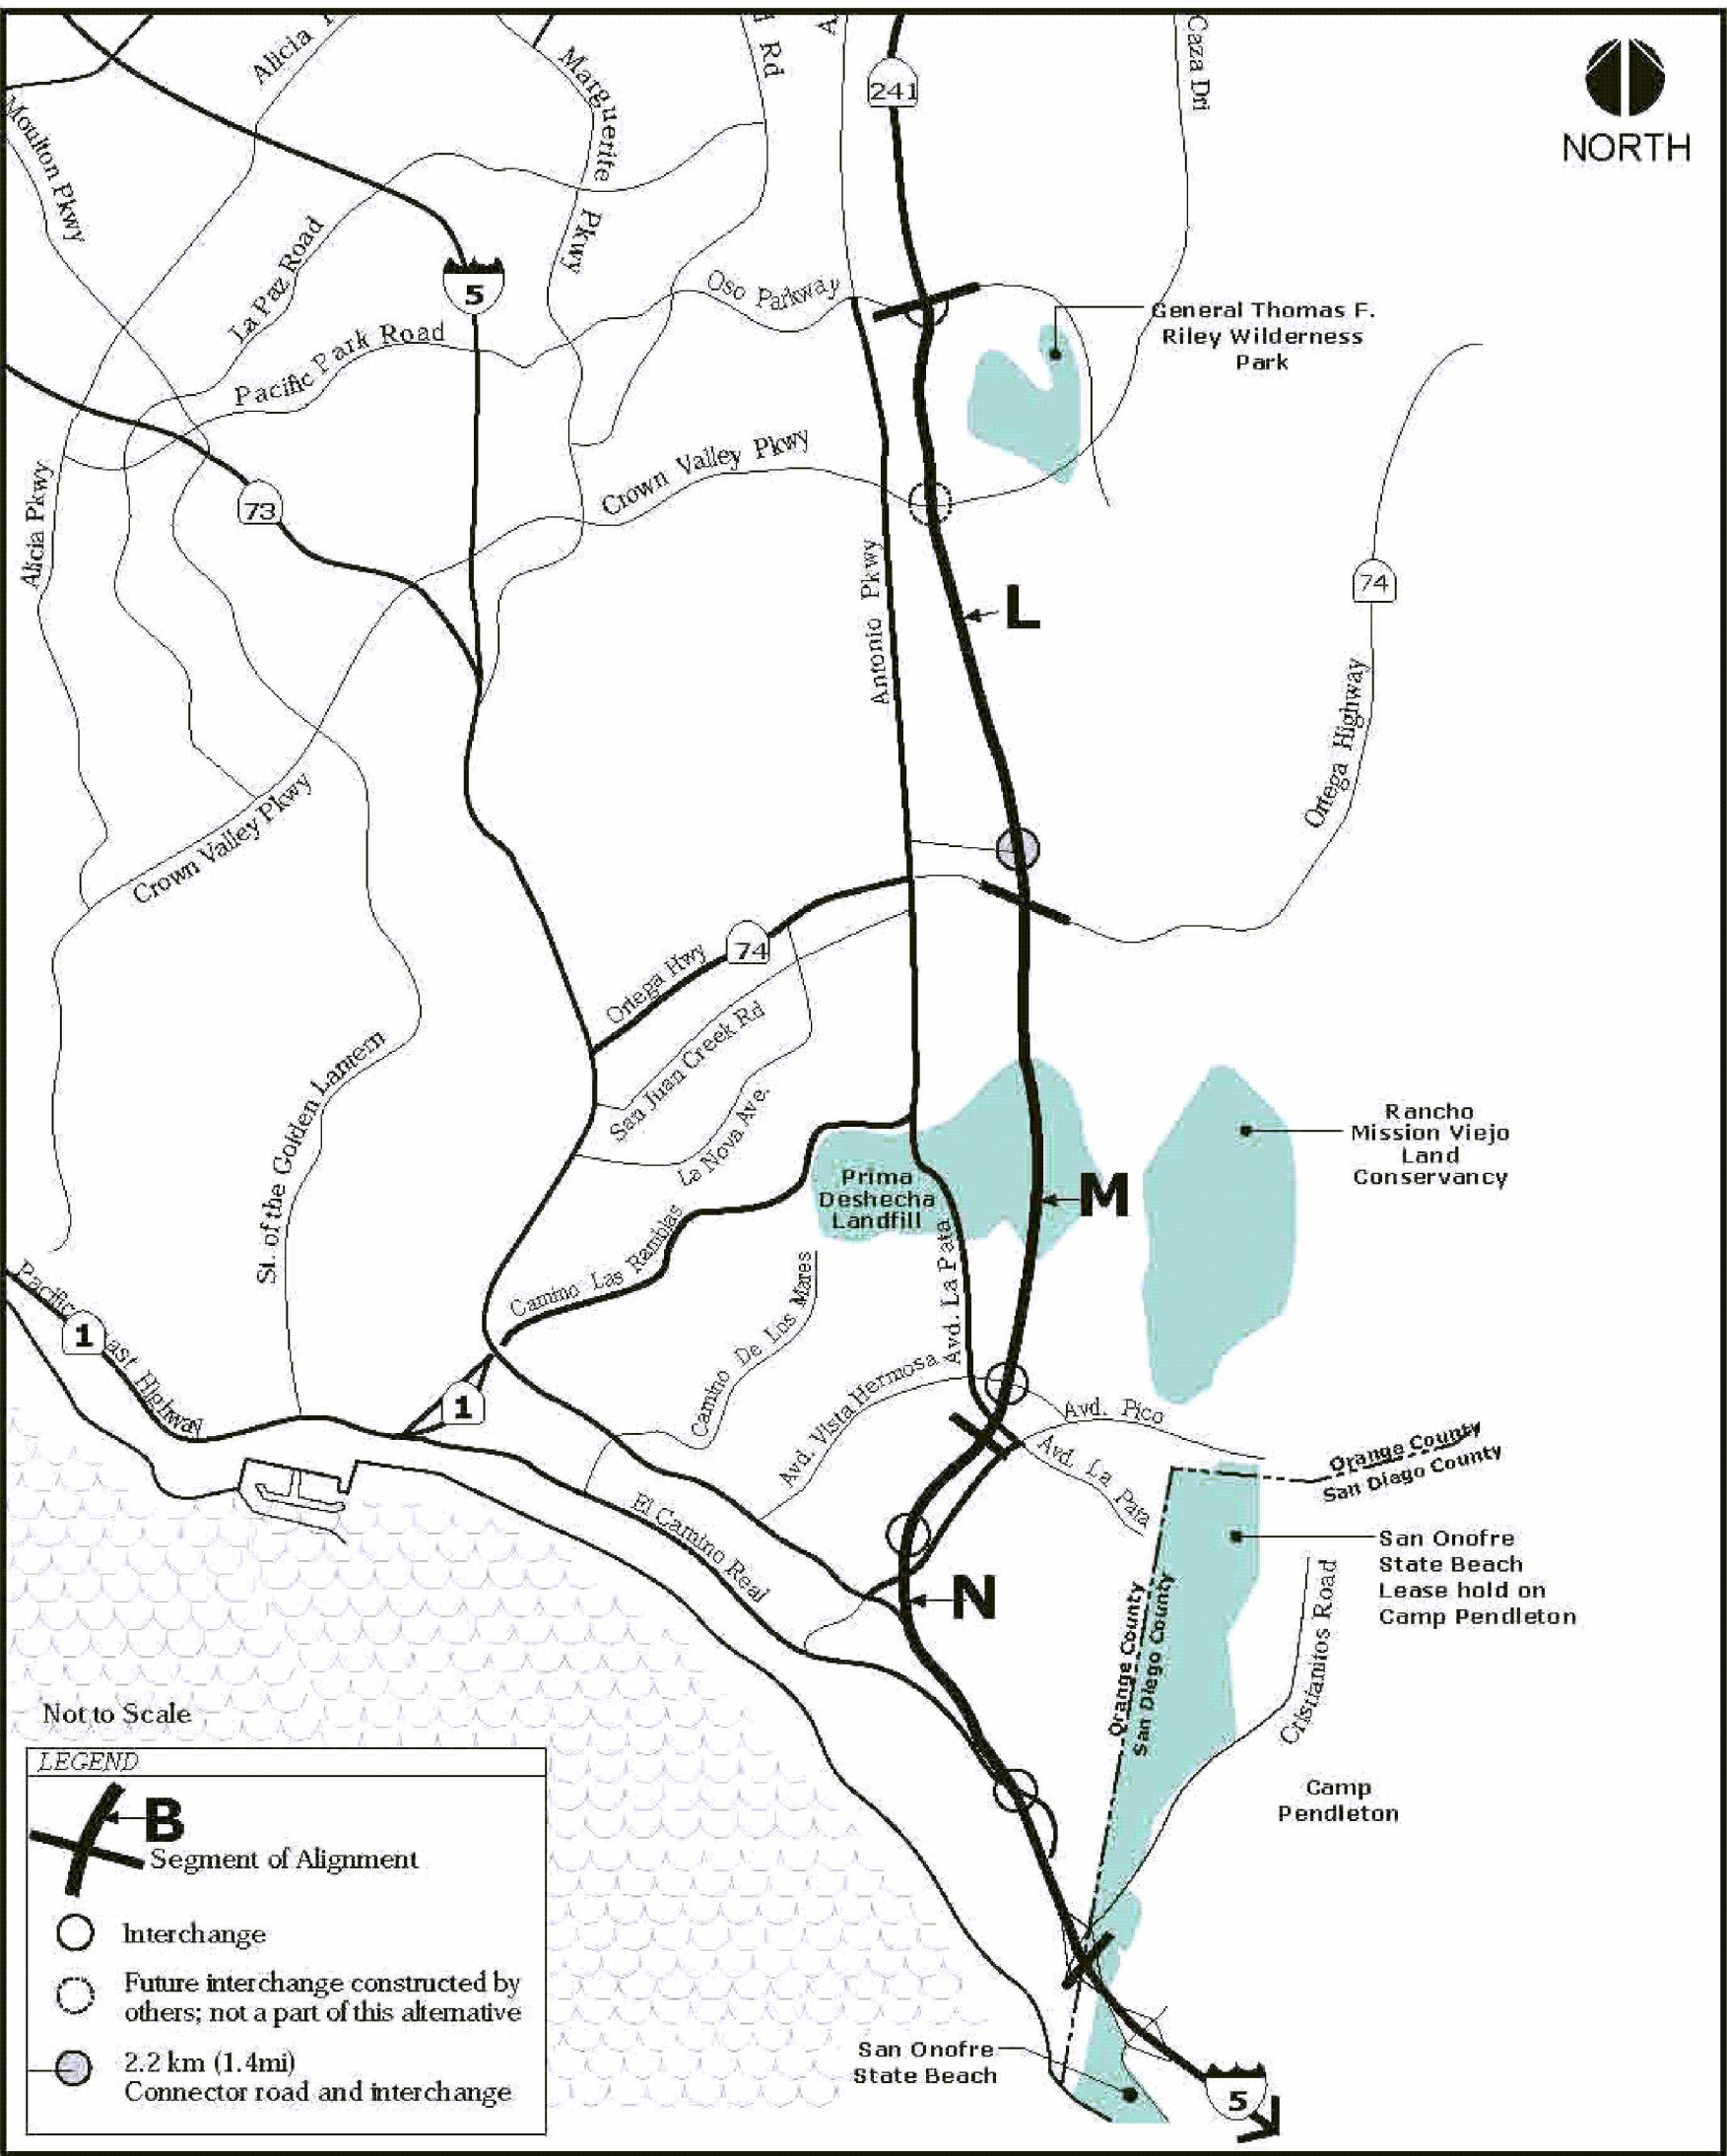 Alicia
Marguerite
Pkwy
Rd
241
Caza Dri
NORTH
Moulton Pkwy
La Paz Road
5
Oso Parkway
General Thomas F.
Riley Wilderness
Park
Pacific Park Road
Crown Valley Pkwy
Alicia Pkwy
73
Antonio Pkwy
L
74
Ortega Highway
Crown Valley Pkwy
74
Ortega Hwy
San Juan Creek Rd
La Nova Ave.
St. of the Golden Lantern
Rancho
Mission Viejo
Land
Conservancy
Prima
Deshecha
Landfill
M
Avd. La Pata
Camino Las Ramblas
Camino De Los Mares
Pacific
1
ast Highway
1
Avd. Vista Hermosa
Avd. Pico
Avd. La Pata
Orange County
San Diego County
El Camino Real
San Onofre
State Beach
Lease hold on
Camp Pendleton
N
Orange County
San Diego County
Cristianitos Road
Camp
Pendleton
Not to Scale
LEGEND
B
Segment of Alignment
Interchange
Future interchange constructed by
others; not a part of this alternative
2.2 km (1.4mi)
Connector road and interchange
San Onofre
State Beach
5